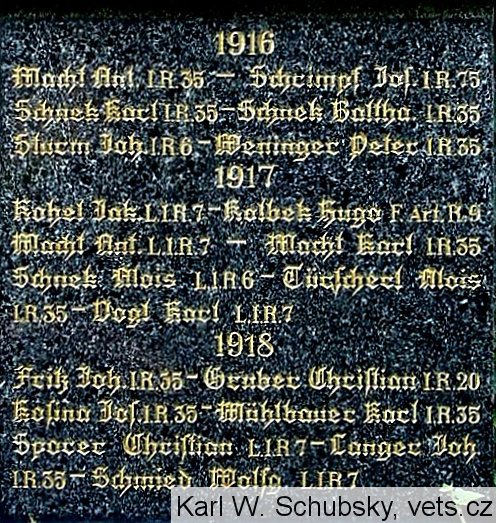 1916
Macht Ant. I.R.35 – Schrimpf Jos. I.R.75
Schnek Karl I.R.35–Schnek Baltha. I.R.35
Sturm Joh. I.R.6–Weninger Peter I.R.35
1917
Kohel Jak. L.I.R.7–Kolbek Hugo F. Art.R.9
Macht Ant. L.I.R.7 – Macht Karl I.R.35
Schnek Alois L.I.R.6–Türscherl Alois
I.R.35–Vogl Karl L.I.R.7
1918
Fritz Joh. I.R.35–Gruber Christian I.R.20
Kosina Jos. I.R.35–Mühlbauer Karl I.R.35
Sporer Christian L.I.R.7–Langer Joh.
I.R.35–Schmied Wolfg. L.I.R.7
Karl W. Schubsky, vets.cz